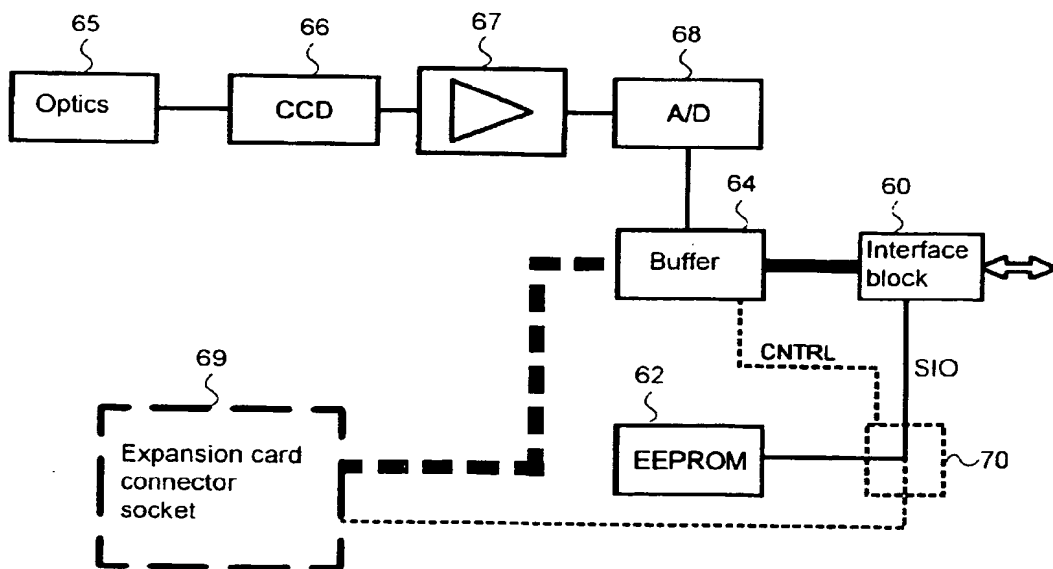 65
66
67
68
Optics
CCD
A/D
64
60
Buffer
Interface
block
CNTRL
SIO
69
62
Expansion card
connector
socket
EEPROM
70